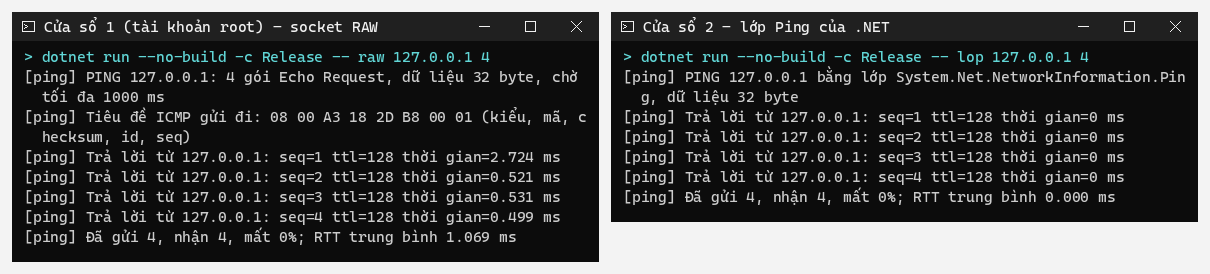 Cửa sổ 1 (tài khoản root) — socket RAW
> dotnet run --no-build -c Release -- raw 127.0.0.1 4
[ping] PING 127.0.0.1: 4 gói Echo Request, dữ liệu 32 byte, chờ
tối đa 1000 ms
[ping] Tiêu đề ICMP gửi đi: 08 00 A3 18 2D B8 00 01 (kiểu, mã, c
hecksum, id, seq)
[ping] Trả lời từ 127.0.0.1: seq=1 ttl=128 thời gian=2.724 ms
[ping] Trả lời từ 127.0.0.1: seq=2 ttl=128 thời gian=0.521 ms
[ping] Trả lời từ 127.0.0.1: seq=3 ttl=128 thời gian=0.531 ms
[ping] Trả lời từ 127.0.0.1: seq=4 ttl=128 thời gian=0.499 ms
[ping] Đã gửi 4, nhận 4, mất 0%; RTT trung bình 1.069 ms
Cửa sổ 2 — lớp Ping của .NET
> dotnet run --no-build -c Release -- lop 127.0.0.1 4
[ping] PING 127.0.0.1 bằng lớp System.Net.NetworkInformation.Pin
g, dữ liệu 32 byte
[ping] Trả lời từ 127.0.0.1: seq=1 ttl=128 thời gian=0 ms
[ping] Trả lời từ 127.0.0.1: seq=2 ttl=128 thời gian=0 ms
[ping] Trả lời từ 127.0.0.1: seq=3 ttl=128 thời gian=0 ms
[ping] Trả lời từ 127.0.0.1: seq=4 ttl=128 thời gian=0 ms
[ping] Đã gửi 4, nhận 4, mất 0%; RTT trung bình 0.000 ms